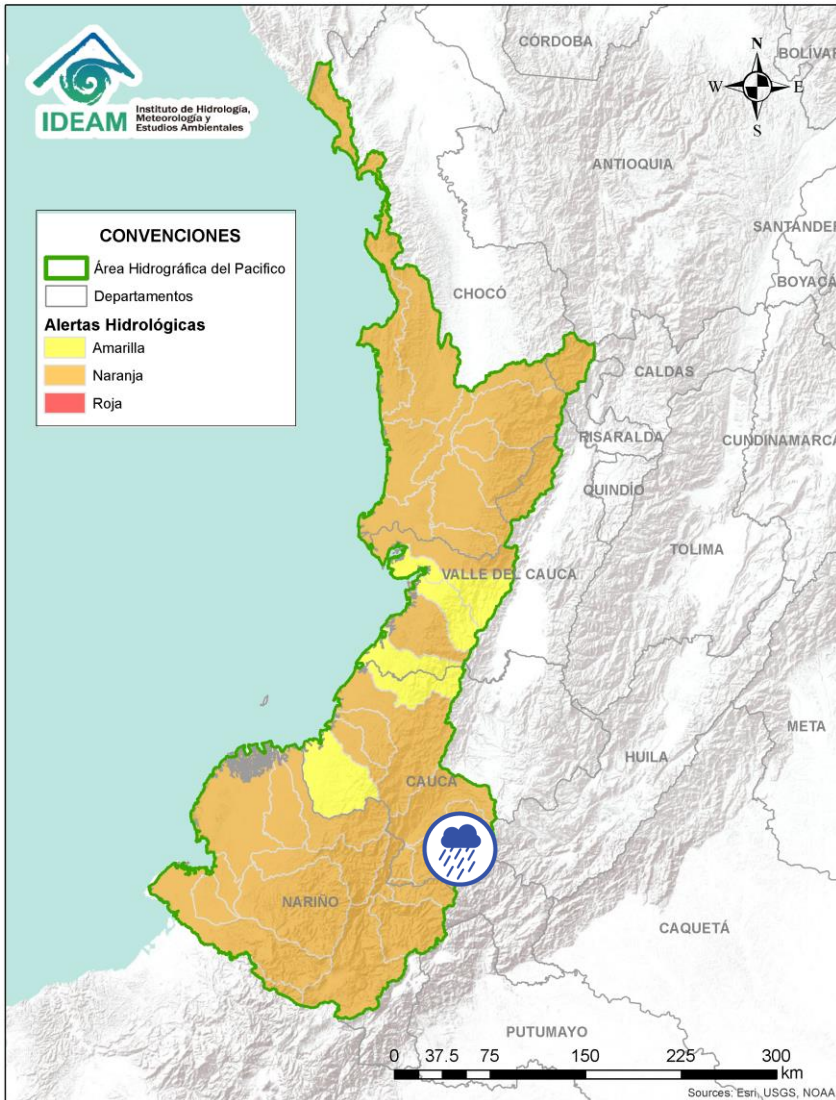 IDEAM
Instituto de Hidrología,
Meteorología y
Estudios Ambientales
CONVENCIONES
Área Hidrográfica del Pacifico
Departamentos
Alertas Hidrológicas
Amarilla
Naranja
Roja
N
W
E
S
CÓRDOBA
BOLÍVAR
ANTIOQUIA
SANTANDER
BOYACÁ
CHOCÓ
CALDAS
RISARALDA
CUNDINAMARCA
QUINDÍO
TOLIMA
VALLE DEL CAUCA
META
HUILA
CAUCA
NARIÑO
CAQUETÁ
PUTUMAYO
0 37.5 75 150 225 300
km
Sources: Esri, USGS, NOAA